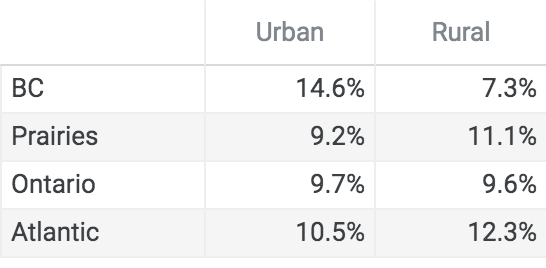 Urban Rural
BC 14.6% 7.3%
Prairies 9.2% 11.1%
Ontario 9.7% 9.6%
Atlantic 10.5% 12.3%